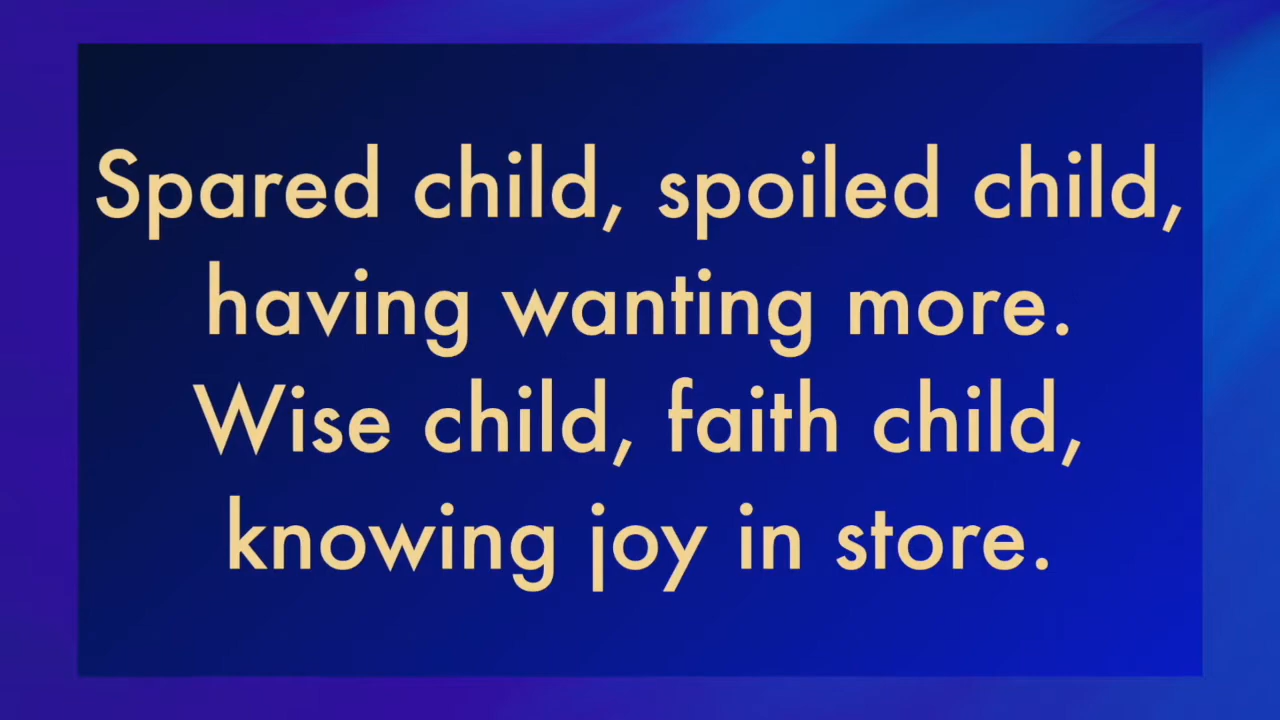 Spared child, spoiled child,
having wanting more.
Wise child, faith child,
knowing joy in store.